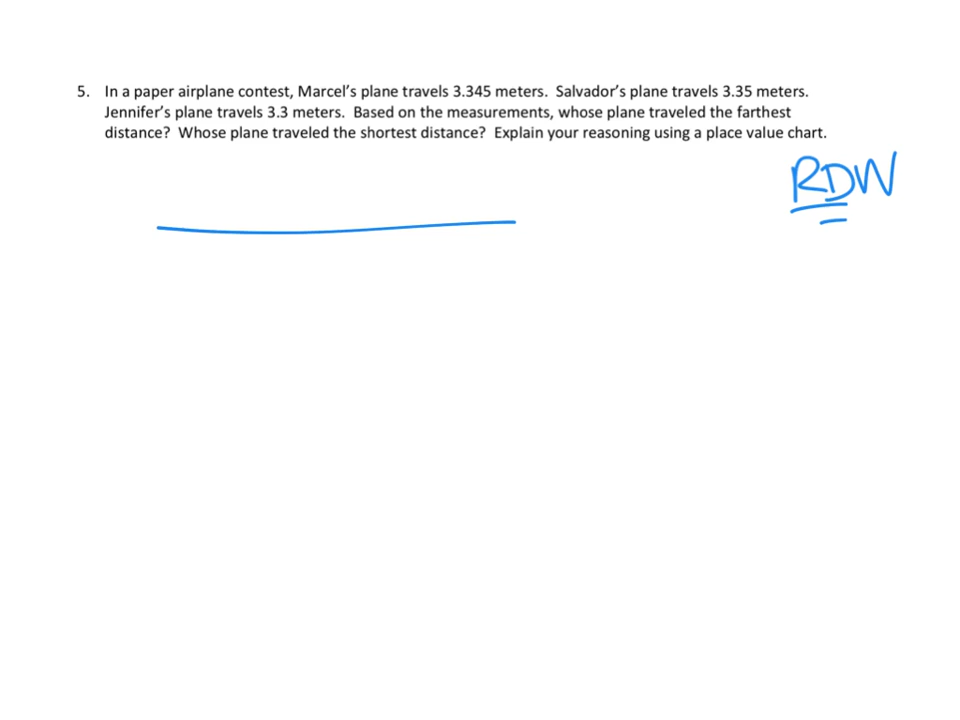 5. In a paper airplane contest, Marcel’s plane travels 3.345 meters. Salvador’s plane travels 3.35 meters.
Jennifer’s plane travels 3.3 meters. Based on the measurements, whose plane traveled the farthest
distance? Whose plane traveled the shortest distance? Explain your reasoning using a place value chart.
RDW